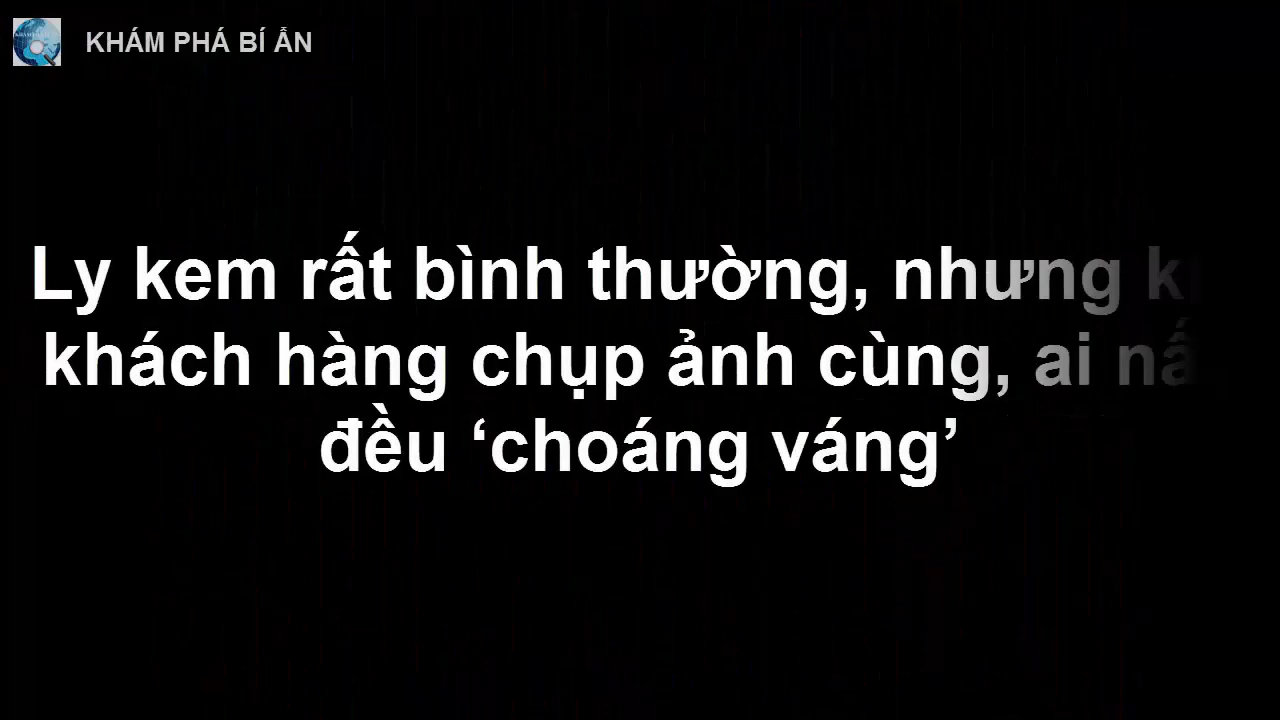 KHÁM PHÁ BÍ ẨN
Ly kem rất bình thường, nhưng
khách hàng chụp ảnh cùng, ai
đều ‘choáng váng’